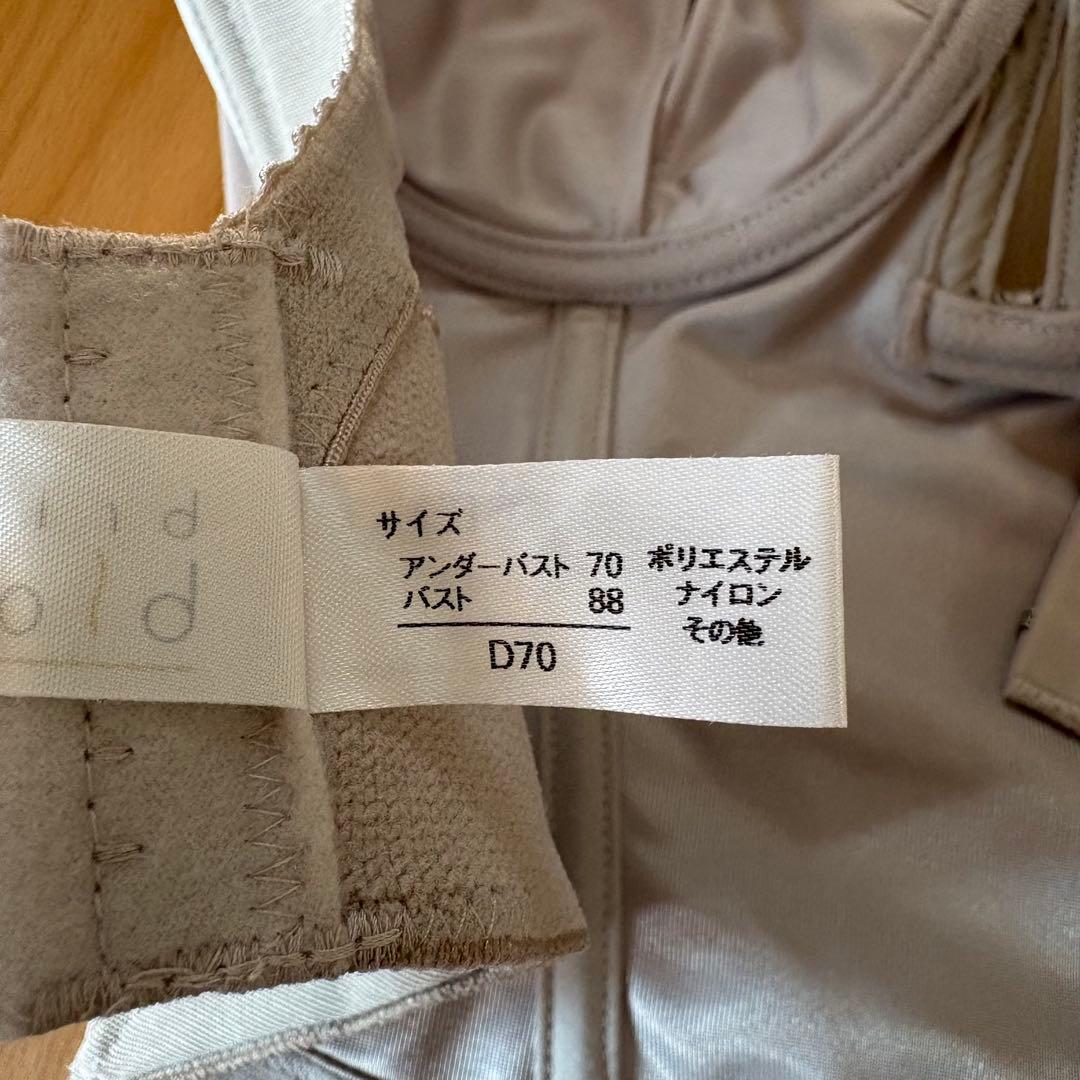 サイズ
アンダーバスト 70
バスト 88
D70
ポリエステル
ナイロン
その他